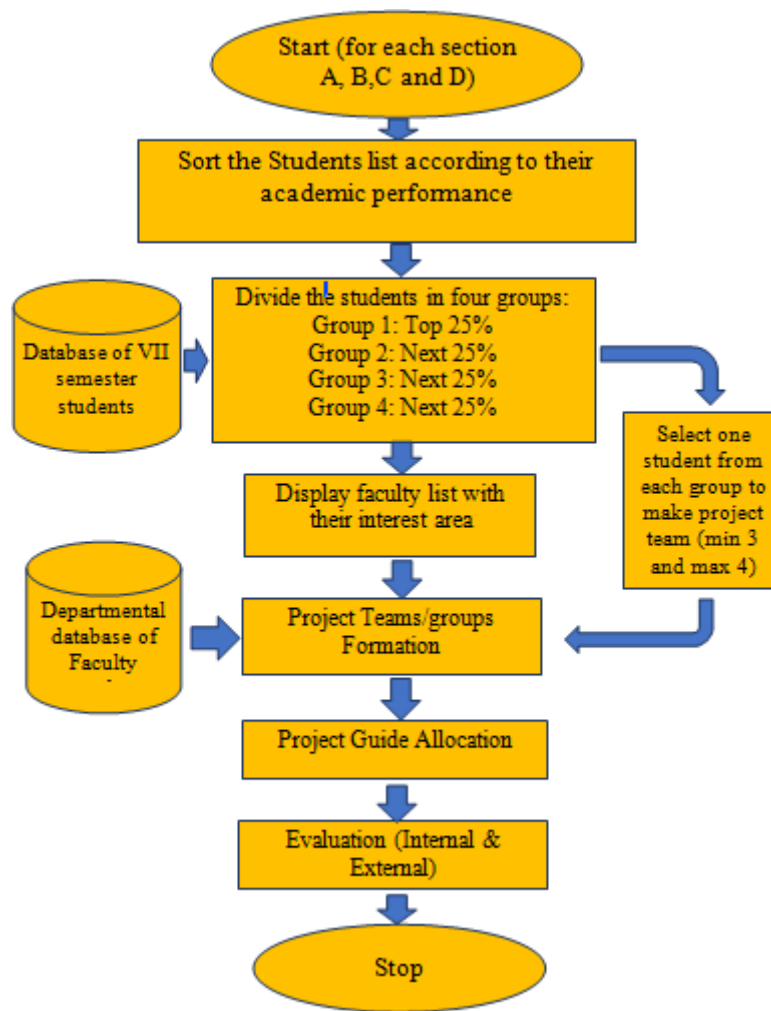 Start (for each section
A, B,C and D)
Sort the Students list according to their
academic performance
Divide the students in four groups:
Group 1: Top 25%
Group 2: Next 25%
Group 3: Next 25%
Group 4: Next 25%
Database of VII
semester
students
Select one
student from
each group to
make project
team (min 3
and max 4)
Display faculty list with
their interest area
Departmental
database of
Faculty
Project Teams/groups
Formation
Project Guide Allocation
Evaluation (Internal &
External)
Stop